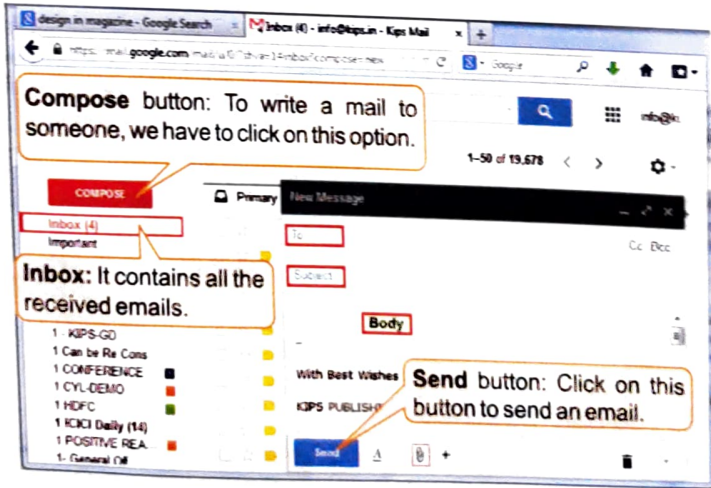 design in magazine - Google Search
Inbox (4) - info@kips.in - Kips Mail
google.com
Compose button: To write a mail to
someone, we have to click on this option.
1-50 of 19,678
COMPOSE
Primary
New Message
Inbox (4)
Important
To
Cc Bcc
Inbox: It contains all the
received emails.
Subject
Body
1 - KIPS-GD
1 Can be Re Cons
1 CONFERENCE
1 CYL-DEMO
1 HDFC
1 ICICI Daily (14)
1 POSITIVE REA...
1- General Off
With Best Wishes
KIPS PUBLISH
Send button: Click on this
button to send an email.
Send
A